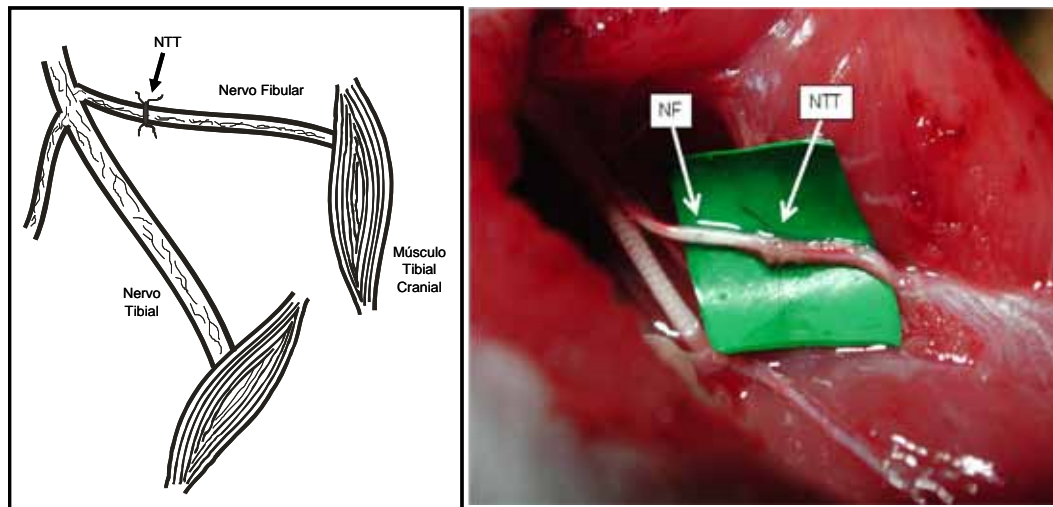 NTT
Nervo Fibular
Músculo
Tibial
Cranial
Nervo
Tibial
NF
NTT